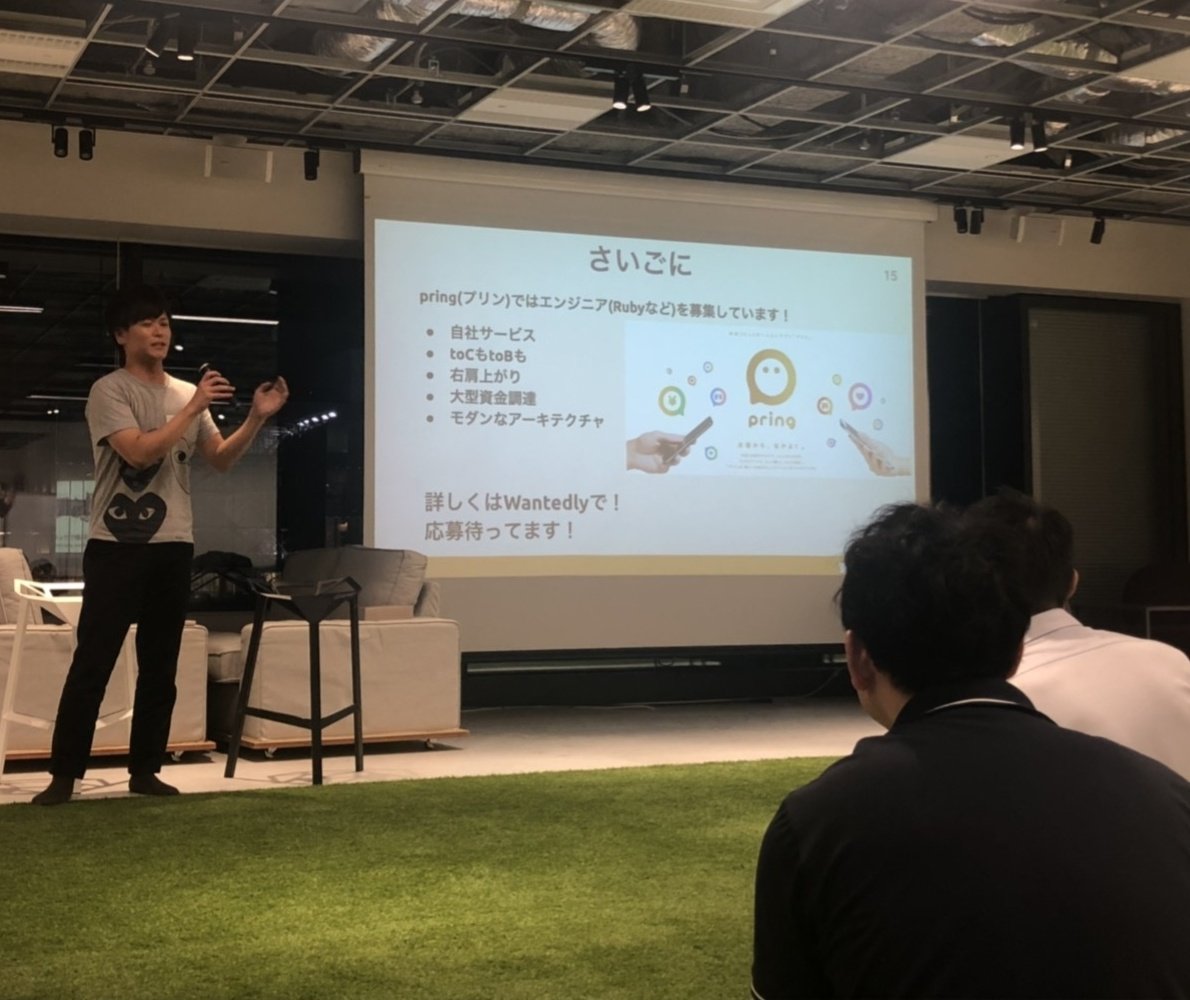 さいごに
15
pring(プリン)ではエンジニア(Rubyなど)を募集しています！
● 自社サービス
● toCもtoBも
● 右肩上がり
● 大型資金調達
● モダンなアーキテクチャ
pring
詳しくはWantedlyで！
応募待ってます！